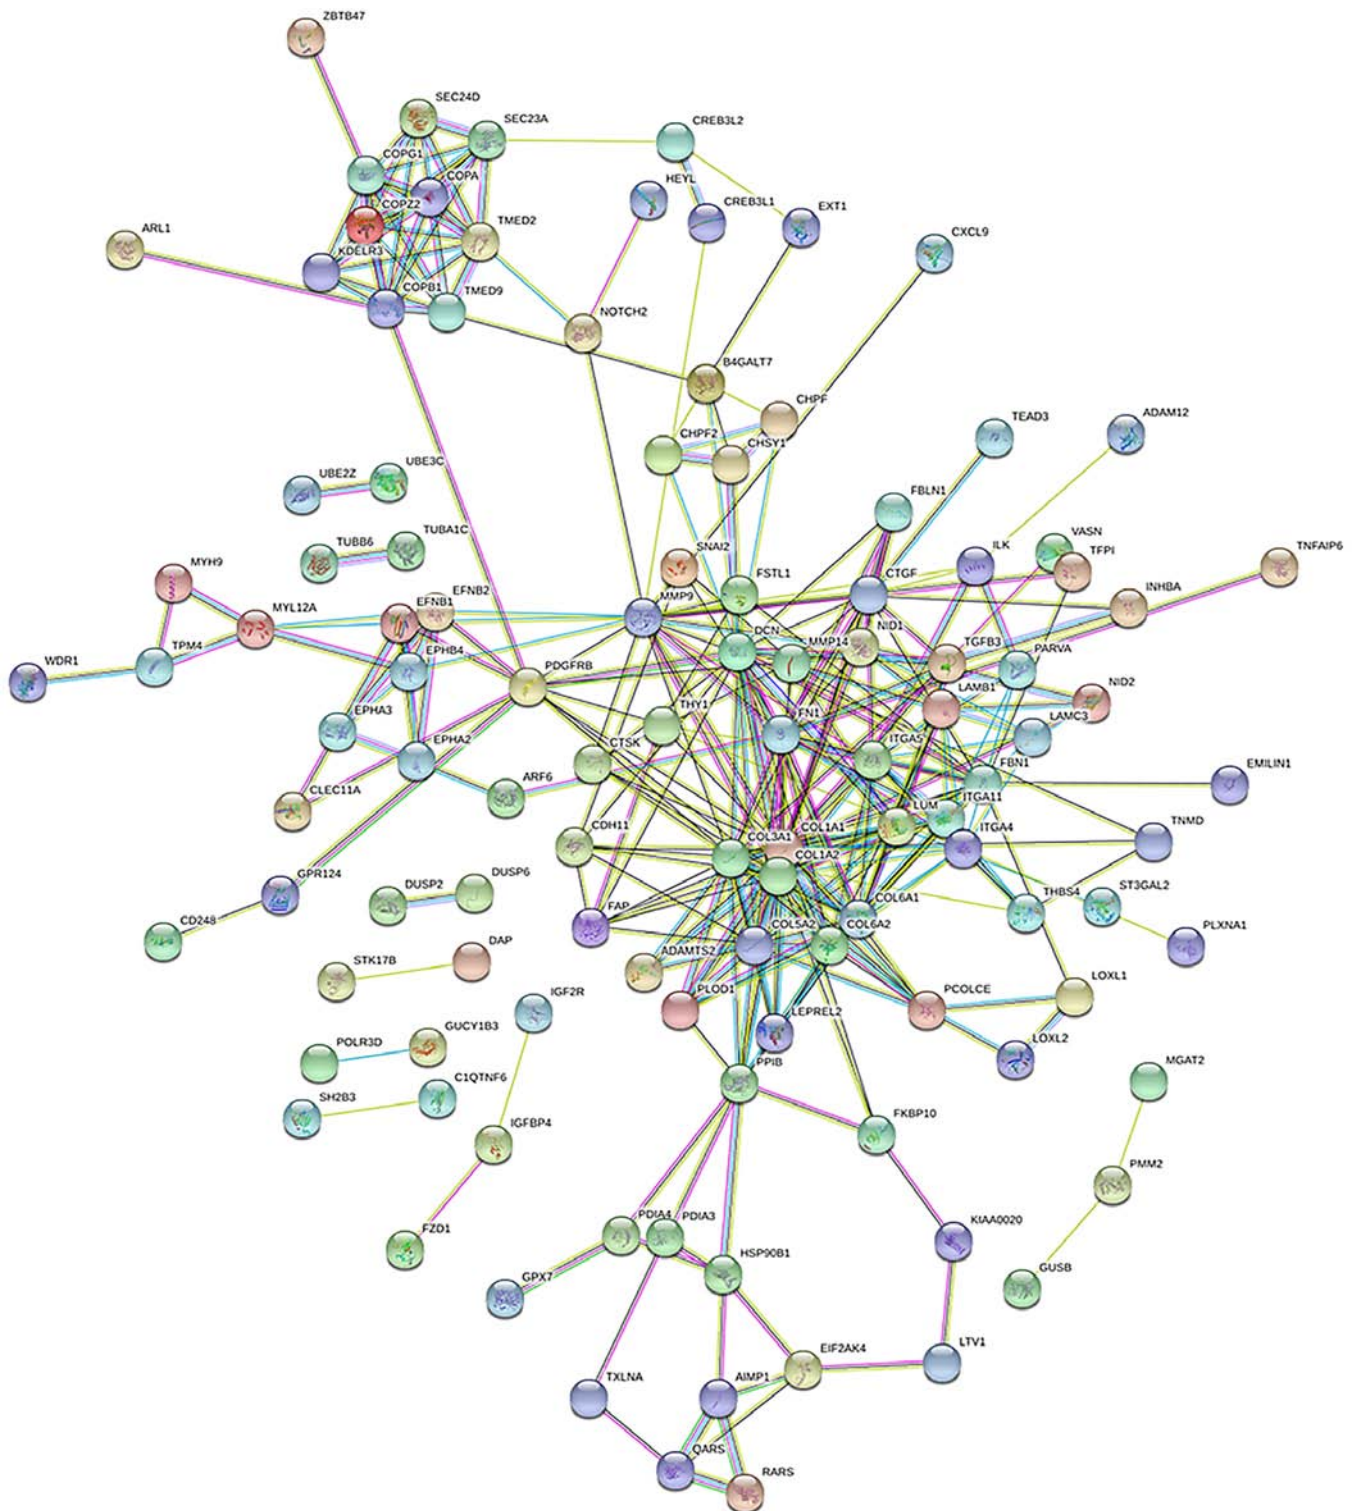 ZBTB47
SEC24D
SEC23A
CREB3L2
COPG1
COPA
HEYL
COPZ2
CREB3L1
EXT1
TMED2
ARL1
CXCL9
KDELR3
COPB1
TMED9
NOTCH2
B4GALT7
CHPF
CHPF2
CHSY1
TEAD3
ADAM12
UBE2Z
UBE3C
FBLN1
TUBB6
TUBA1C
VASN
SNAI2
ILK
TFPI
TNFAIP6
MYH9
EFNB2
FSTL1
CTGF
EFNB1
MMP9
INHBA
MYL12A
DCN
NID1
MMP14
TPM4
TGFB3
PARVA
EPHB4
WDR1
PDGFRB
LAMB1
NID2
THY1
FN1
LAMC3
EPHA3
ITGA5
CTSK
EPHA2
FBN1
EMILIN1
ARF6
CLEC11A
ITGA11
LUM
CDH11
COL3A1
COL1A1
ITGA4
TNMD
COL1A2
GPR124
DUSP2
DUSP6
ST3GAL2
COL6A1
THBS4
FAP
CD248
COL5A2
COL6A2
PLXNA1
DAP
ADAMTS2
STK17B
PLOD1
PCOLCE
LOXL1
IGF2R
LEPREL2
GUCY1B3
LOXL2
POLR3D
PPIB
MGAT2
C1QTNF6
SH2B3
FKBP10
IGFBP4
PMM2
PDIA4
PDIA3
KIAA0020
FZD1
HSP90B1
GUSB
GPX7
LTV1
EIF2AK4
TXLNA
AIMP1
QARS
RARS